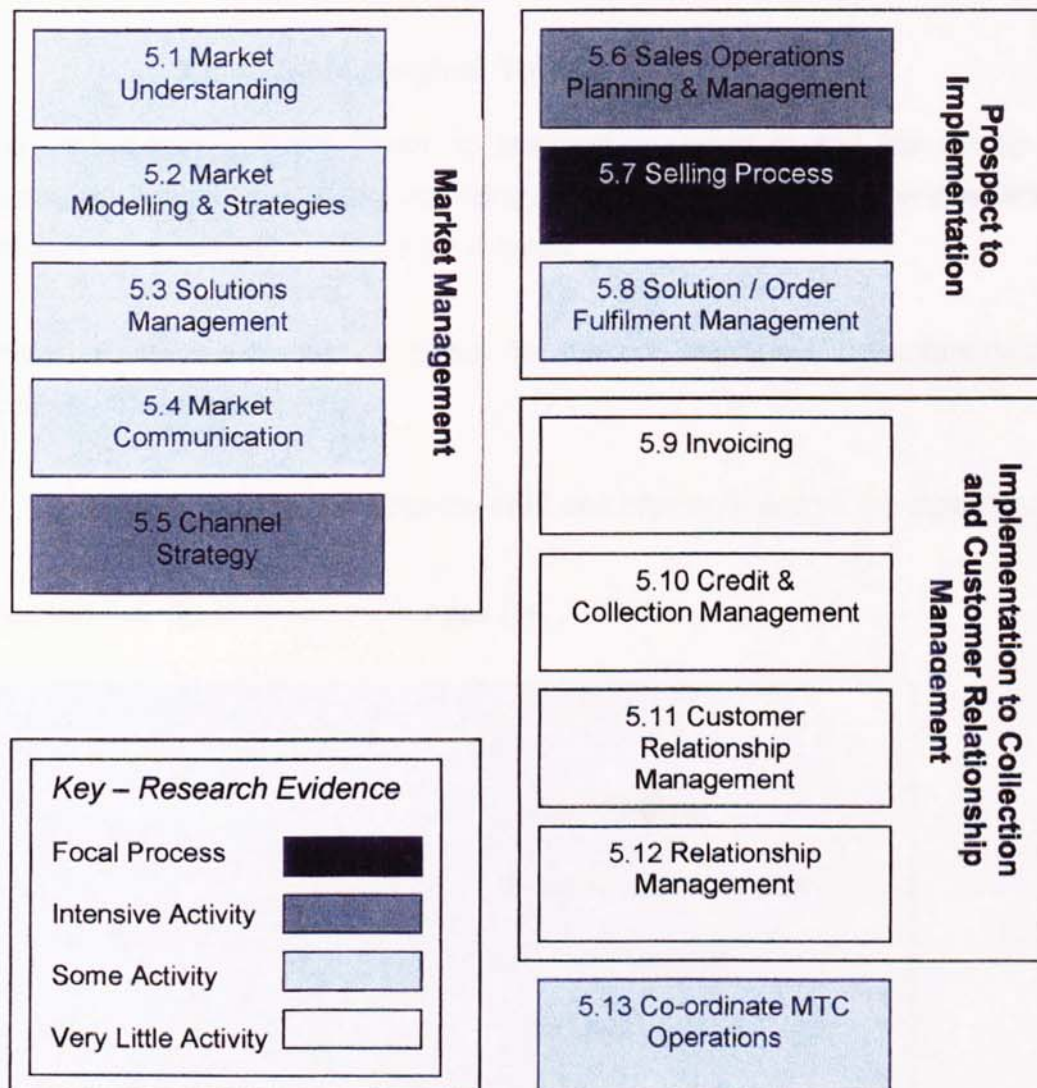 5.1 Market
Understanding
5.2 Market
Modelling & Strategies
5.3 Solutions
Management
5.4 Market
Communication
5.5 Channel
Strategy
Market Management
5.6 Sales Operations
Planning & Management
5.7 Selling Process
5.8 Solution / Order
Fulfilment Management
Prospect to
Implementation
5.9 Invoicing
5.10 Credit &
Collection Management
5.11 Customer
Relationship
Management
5.12 Relationship
Management
Implementation to Collection
and Customer Relationship
Management
5.13 Co-ordinate MTC
Operations
Key – Research Evidence
Focal Process
Intensive Activity
Some Activity
Very Little Activity